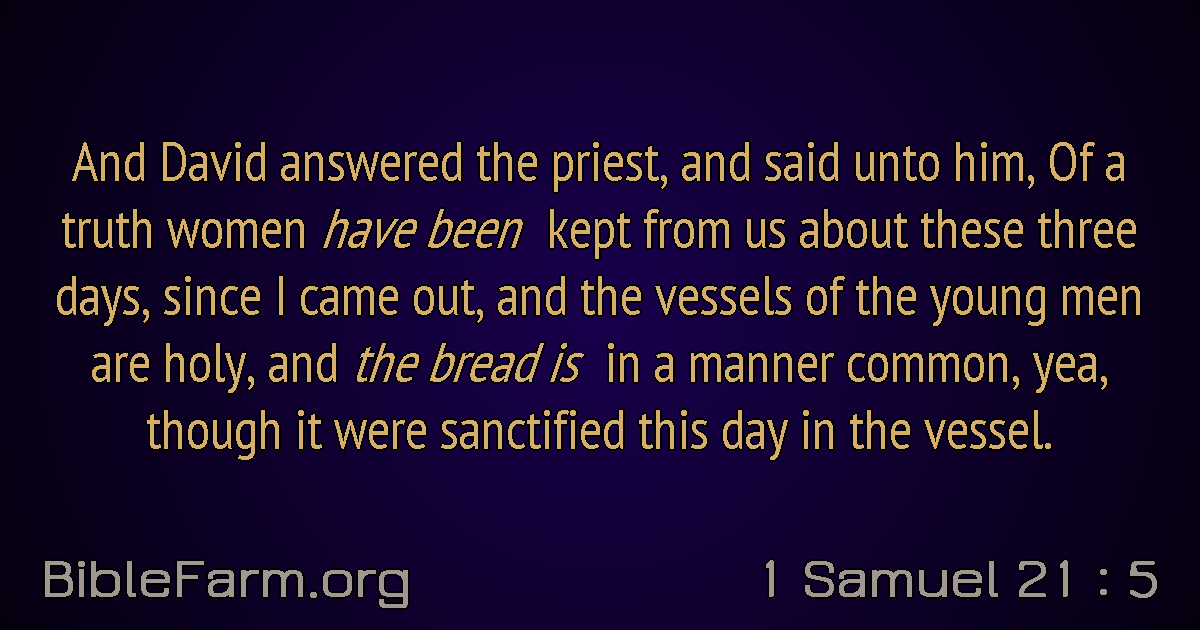 And David answered the priest, and said unto him, Of a
truth women have been kept from us about these three
days, since I came out, and the vessels of the young men
are holy, and the bread is in a manner common, yea,
though it were sanctified this day in the vessel.
BibleFarm.org
1 Samuel 21 : 5